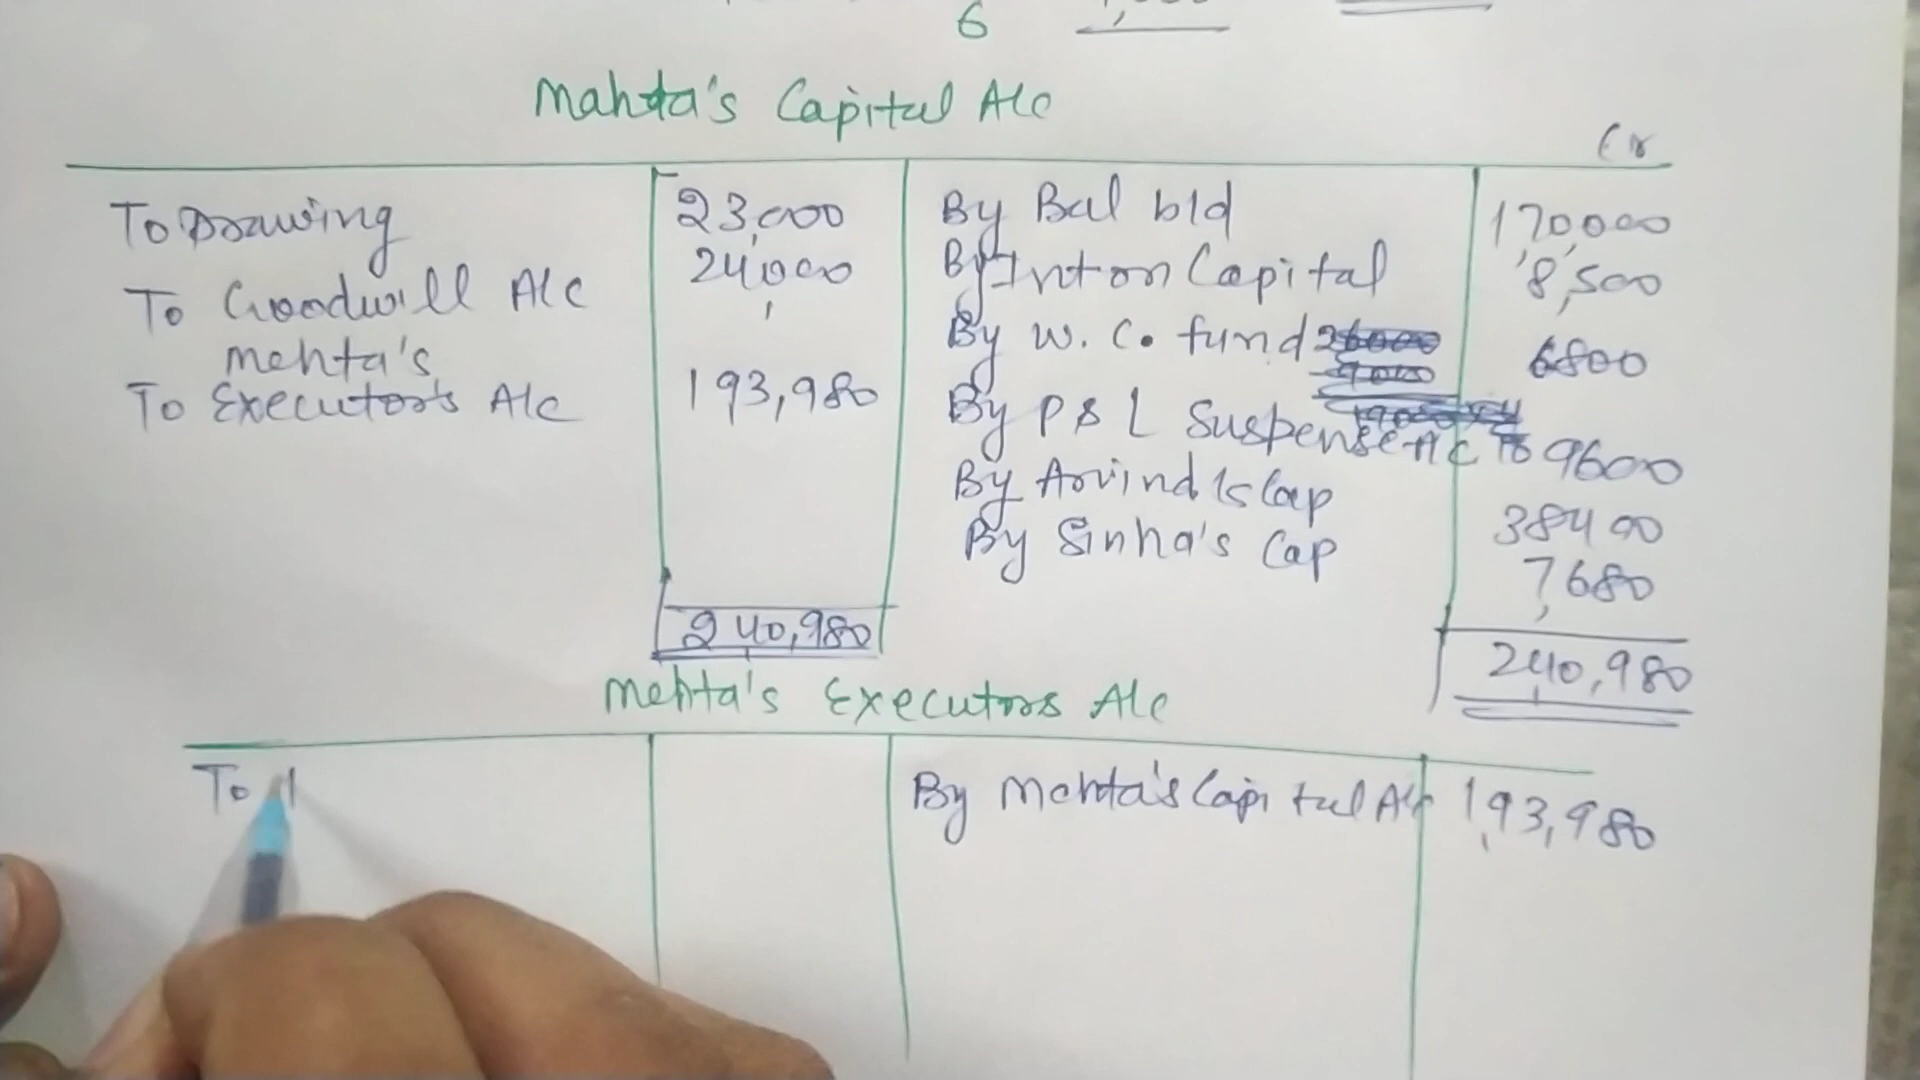 6
Mahta's Capital A/c
Cr
To Drawing 23,000 By Bal b/d 170,000
To Goodwill A/c 24,000 By Int on Capital 8,500
mehta's By W. C. fund 6800
To Executor's A/c 193,980 By P & L Suspense A/c 9600
By Arvind's Cap 38400
By Sinha's Cap 7,680
240,980 240,980
Mehta's Executors A/c
To By Mehta's Capital A/c 193,980